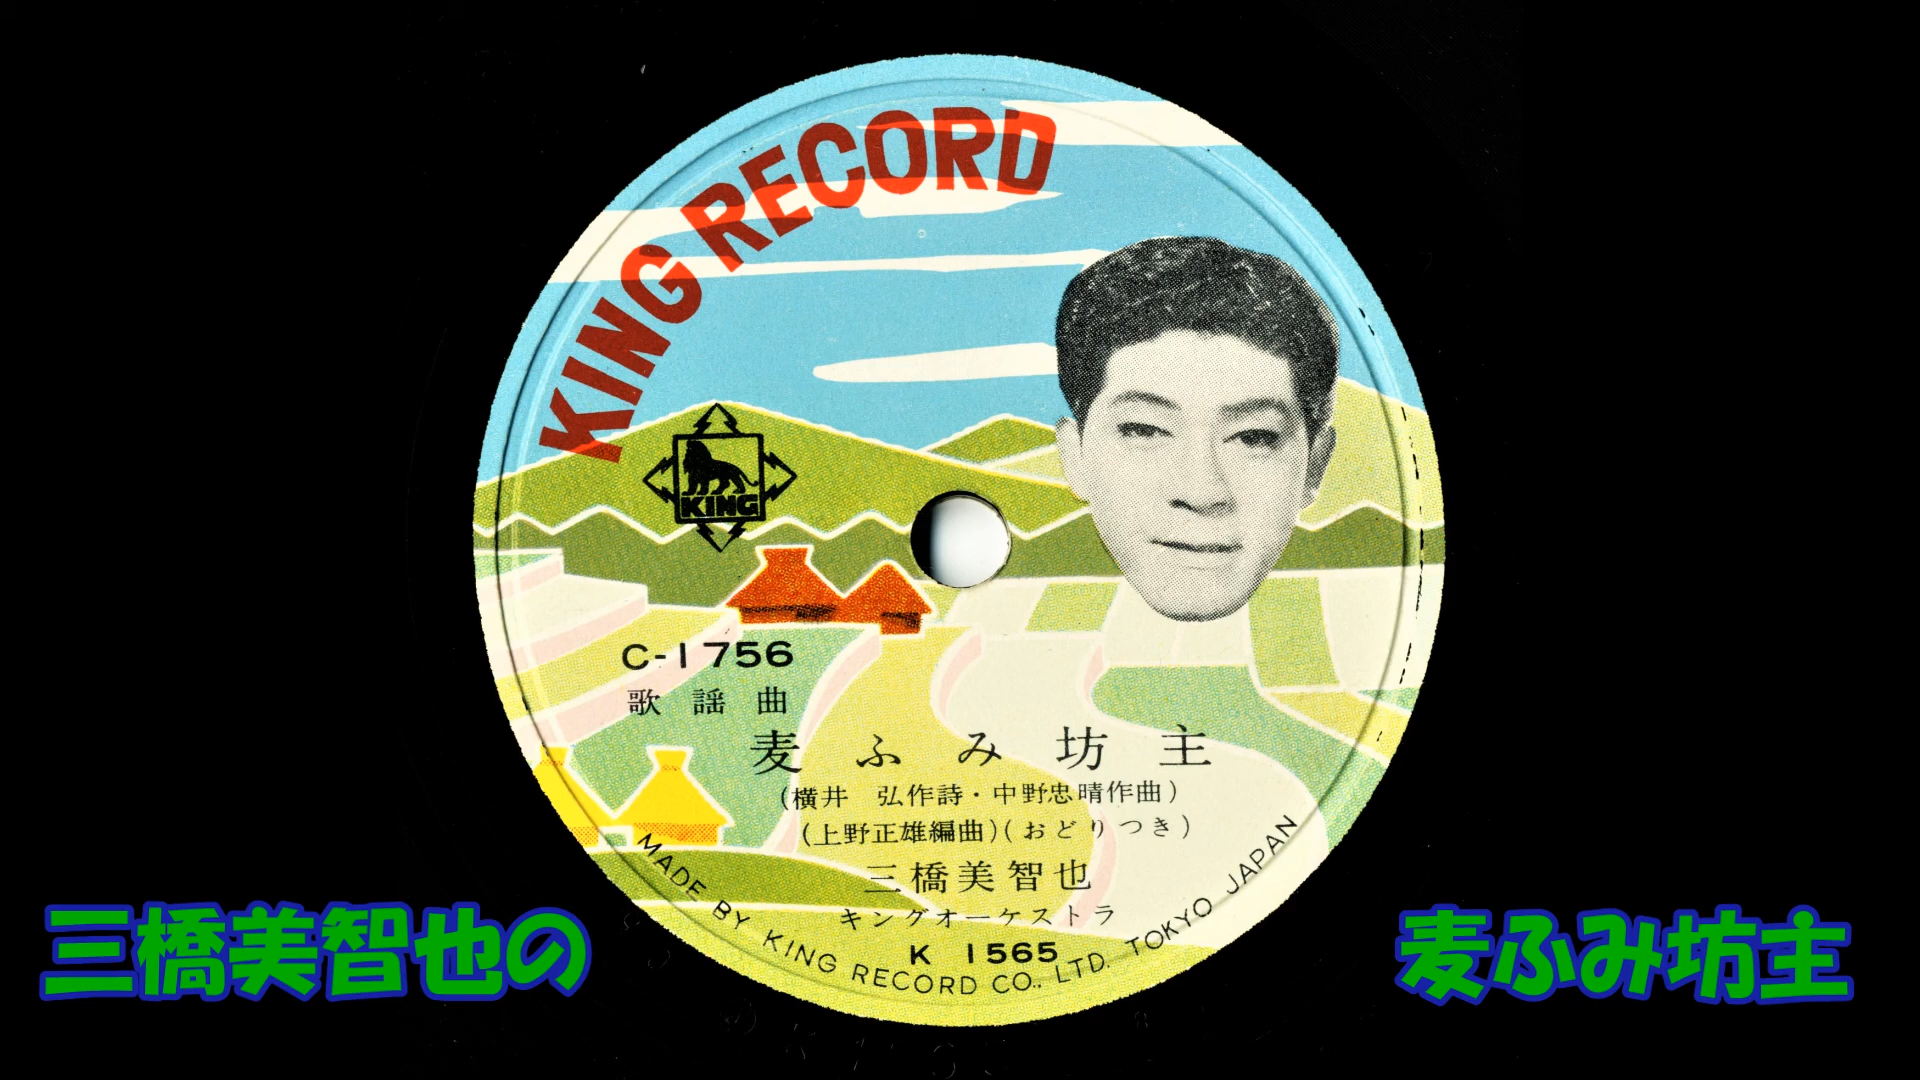 KING RECORD
KING
C-1756
歌謡曲
麦ふみ坊主
(横井 弘作詩・中野忠晴作曲)
(上野正雄編曲)(おどりつき)
三橋美智也
キングオーケストラ
K 1565
MADE BY KING RECORD CO., LTD. TOKYO JAPAN
三橋美智也の
麦ふみ坊主